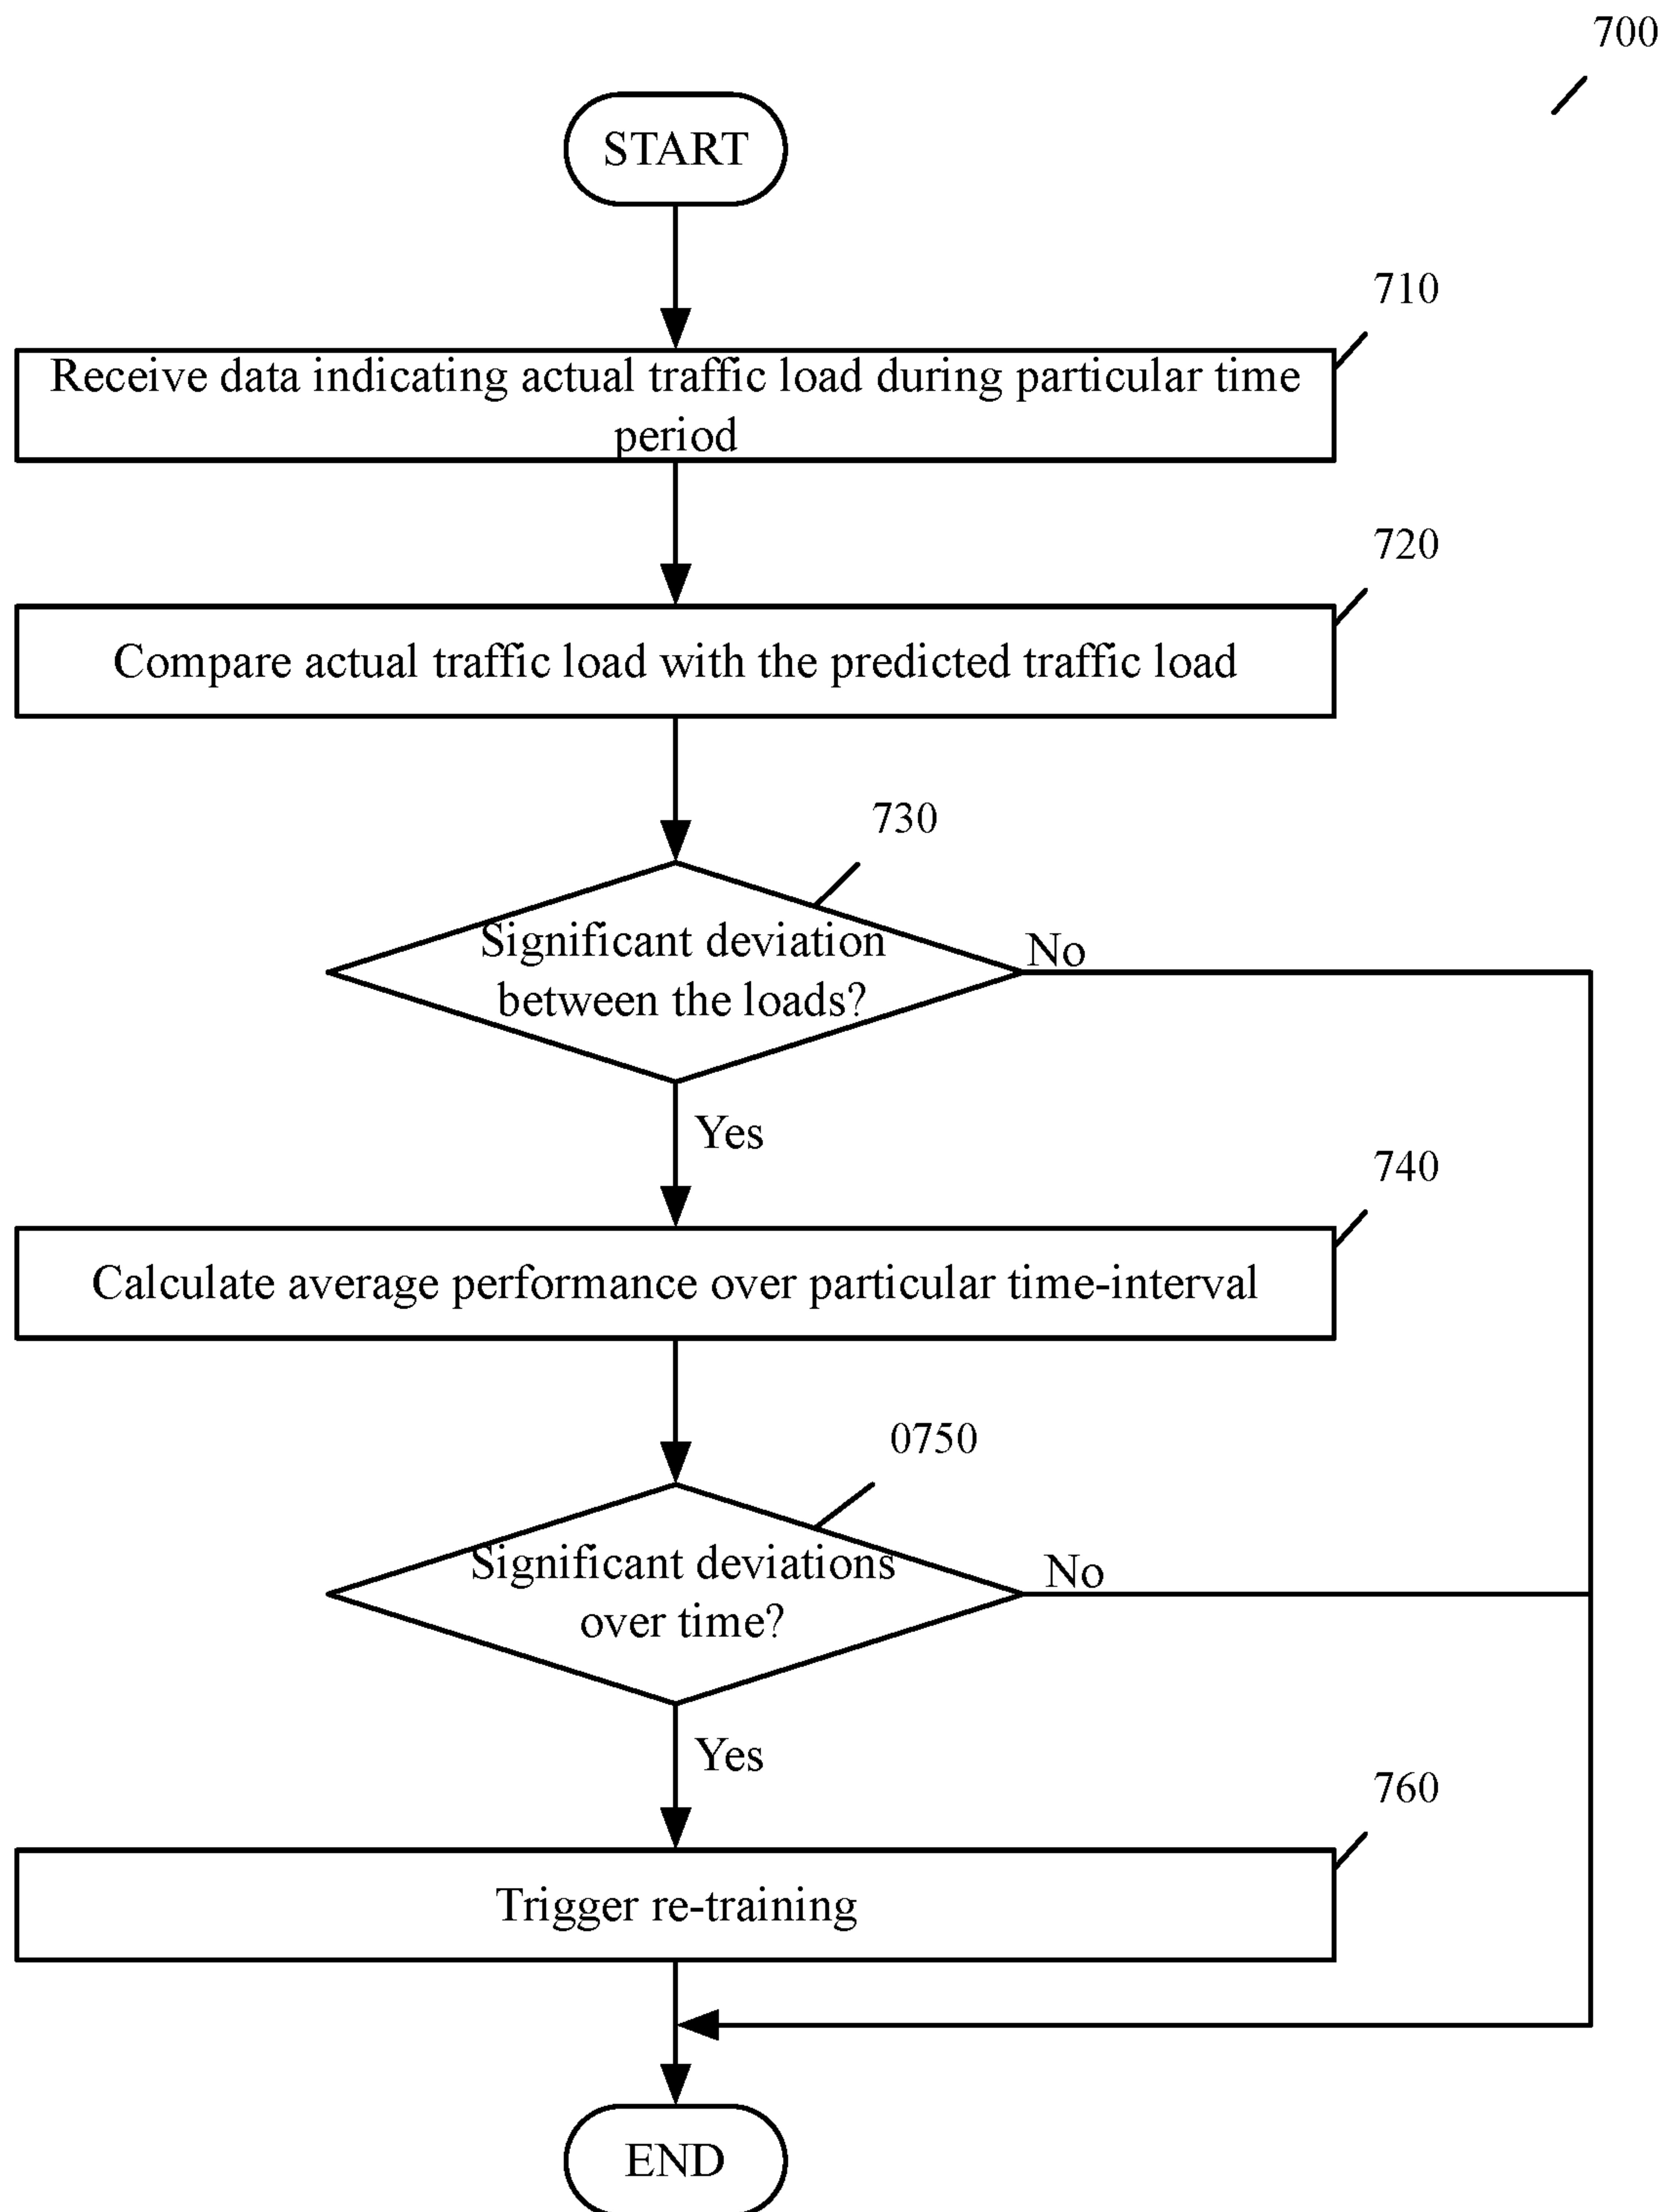 700
START
710
Receive data indicating actual traffic load during particular time
period
720
Compare actual traffic load with the predicted traffic load
730
Significant deviation
between the loads?
No
Yes
740
Calculate average performance over particular time-interval
0750
Significant deviations
over time?
No
Yes
760
Trigger re-training
END